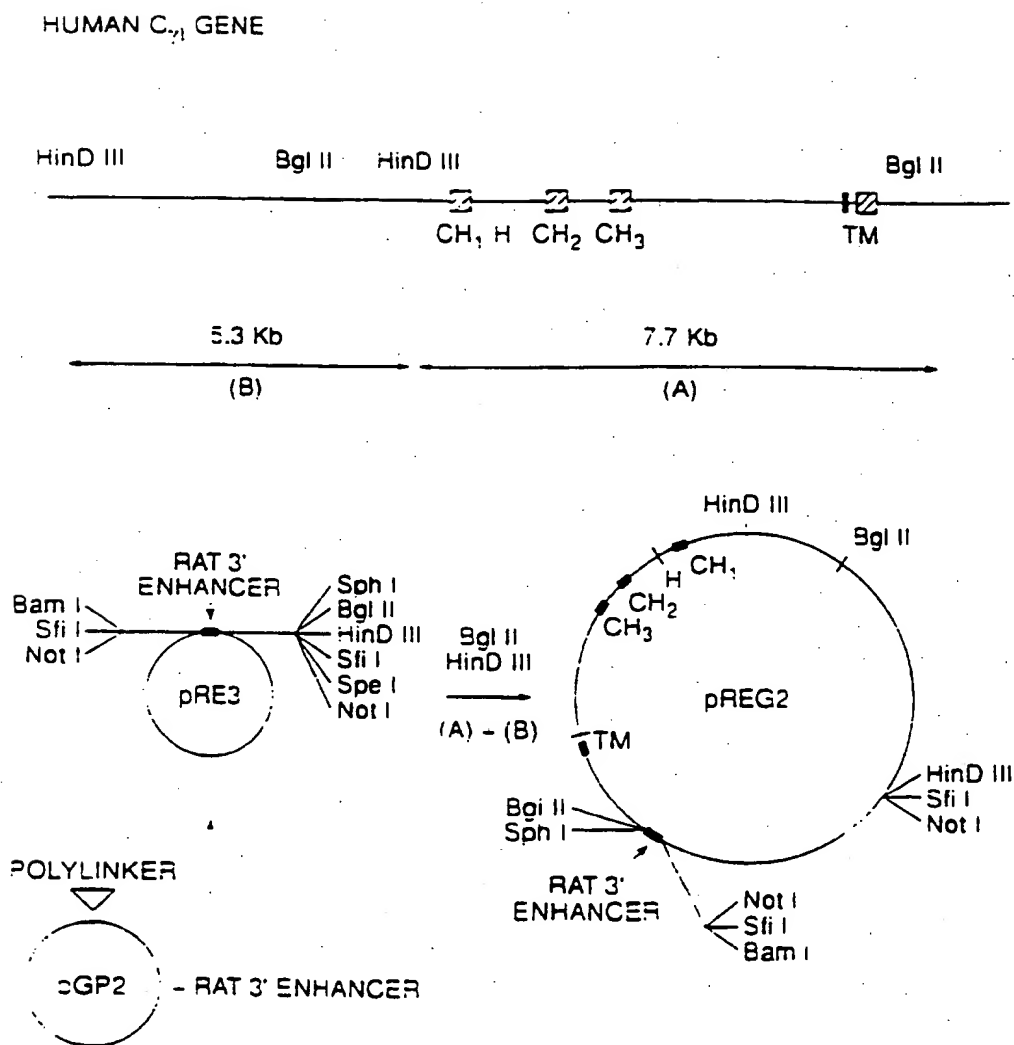 HUMAN Cγ1 GENE
HinD III Bgl II HinD III Bgl II
CH1 H CH2 CH3 TM
5.3 Kb 7.7 Kb
(B) (A)
RAT 3'
ENHANCER
Bam I
Sfi I
Not I
Sph I
Bgl II
HinD III
Sfi I
Spe I
Not I
pRE3
Bgl II
HinD III
(A) - (B)
HinD III
Bgl II
CH1
H
CH2
CH3
pREG2
TM
Bgl II
Sph I
HinD III
Sfi I
Not I
RAT 3'
ENHANCER
Not I
Sfi I
Bam I
POLYLINKER
pGP2 - RAT 3' ENHANCER